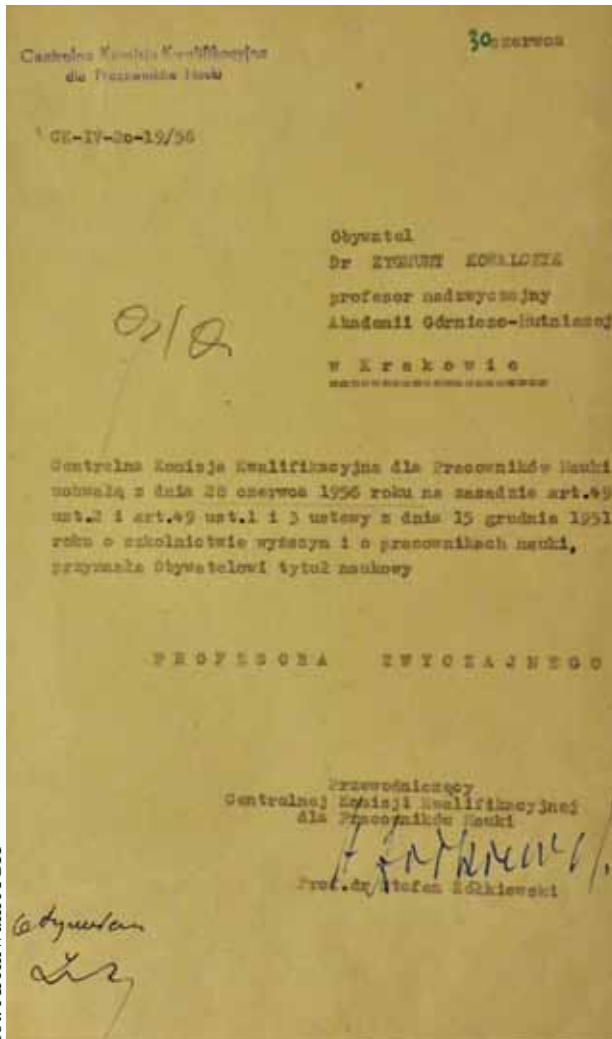 30 czerwca
Centralna Komisja Kwalifikacyjna
dla Pracowników Nauki
CK-IV-2c-19/56
Obywatel
Dr ZYGMUNT KOWALCZYK
profesor nadzwyczajny
Akademii Górniczo-Hutniczej
w Krakowie
Centralna Komisja Kwalifikacyjna dla Pracowników Nauki
uchwałą z dnia 28 czerwca 1956 roku na zasadzie art.49
ust.2 i art.49 ust.1 i 3 ustawy z dnia 15 grudnia 1951
roku o szkolnictwie wyższym i o pracownikach nauki,
przyznała Obywatelowi tytuł naukowy
PROFESORA ZWYCZAJNEGO
Przewodniczący
Centralnej Komisji Kwalifikacyjnej
dla Pracowników Nauki
Prof.dr Stefan Żółkiewski